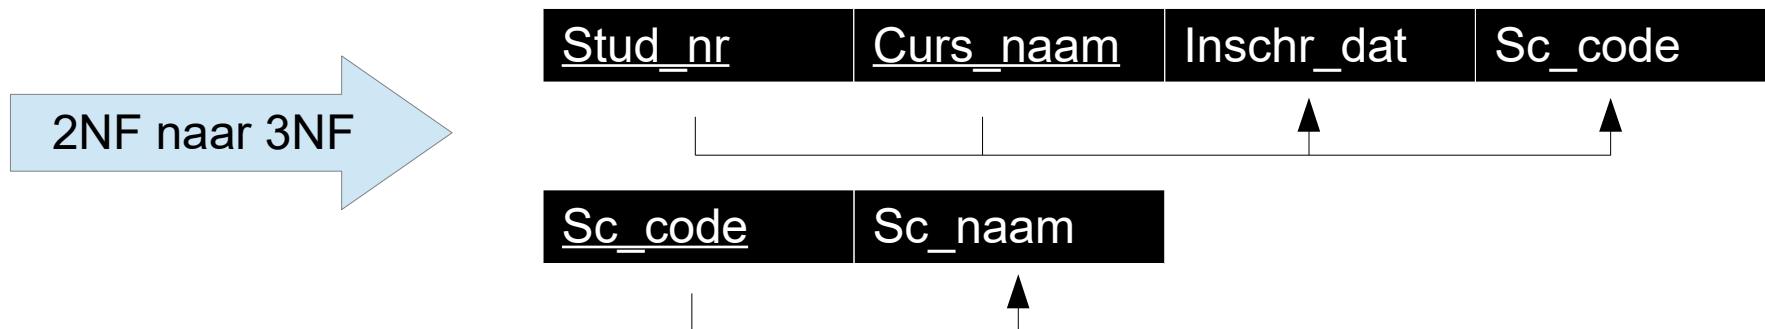 2NF naar 3NF
Stud_nr Curs_naam Inschr_dat Sc_code
Sc_code Sc_naam